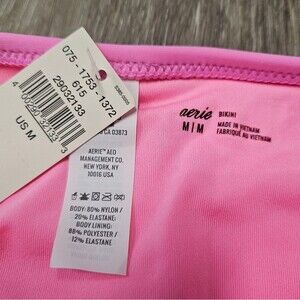 075 - 1753 - 1372
615
29032133
US M
CA 03873
AERIE™ AEO
MANAGEMENT CO.
NEW YORK, NY
10016 USA
BODY: 80% NYLON /
20% ELASTANE;
BODY LINING:
88% POLYESTER /
12% ELASTANE
aerie
BIKINI
M | M
MADE IN VIETNAM
FABRIQUÉ AU VIETNAM